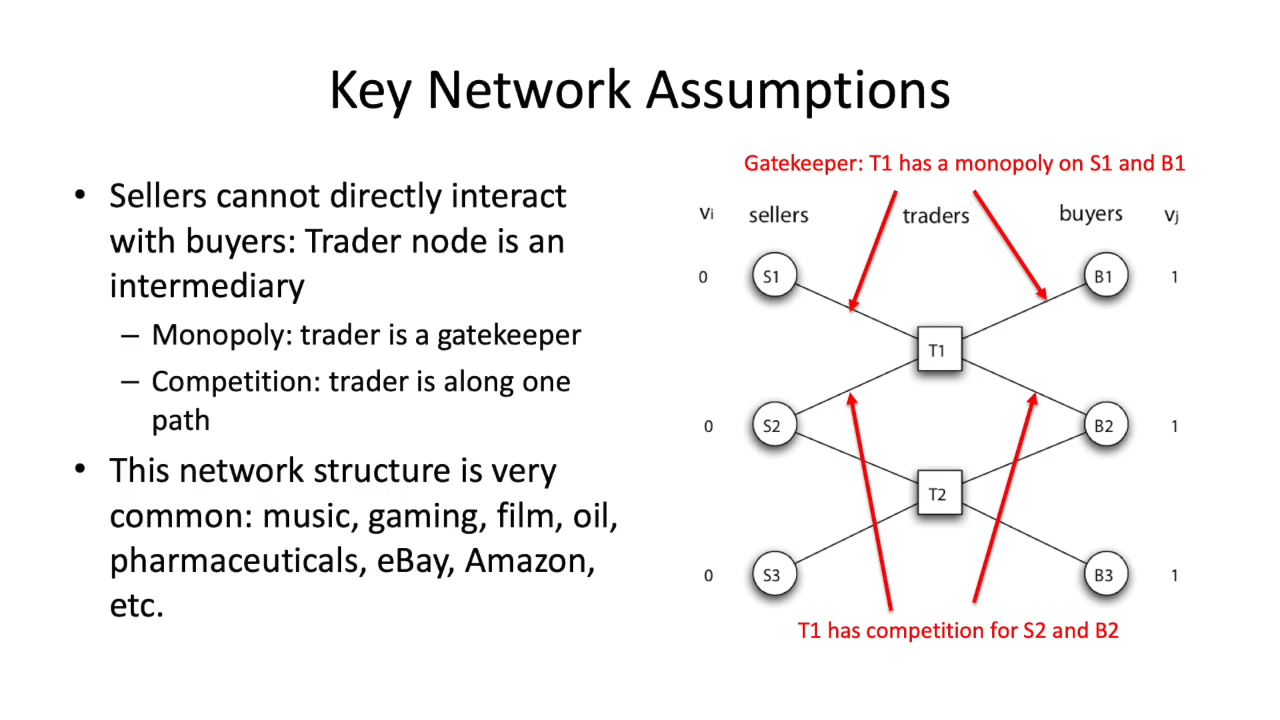 Key Network Assumptions
• Sellers cannot directly interact
with buyers: Trader node is an
intermediary
– Monopoly: trader is a gatekeeper
– Competition: trader is along one
path
• This network structure is very
common: music, gaming, film, oil,
pharmaceuticals, eBay, Amazon,
etc.
Gatekeeper: T1 has a monopoly on S1 and B1
vi sellers traders buyers vj
0 S1 B1 1
T1
0 S2 B2 1
T2
0 S3 B3 1
T1 has competition for S2 and B2